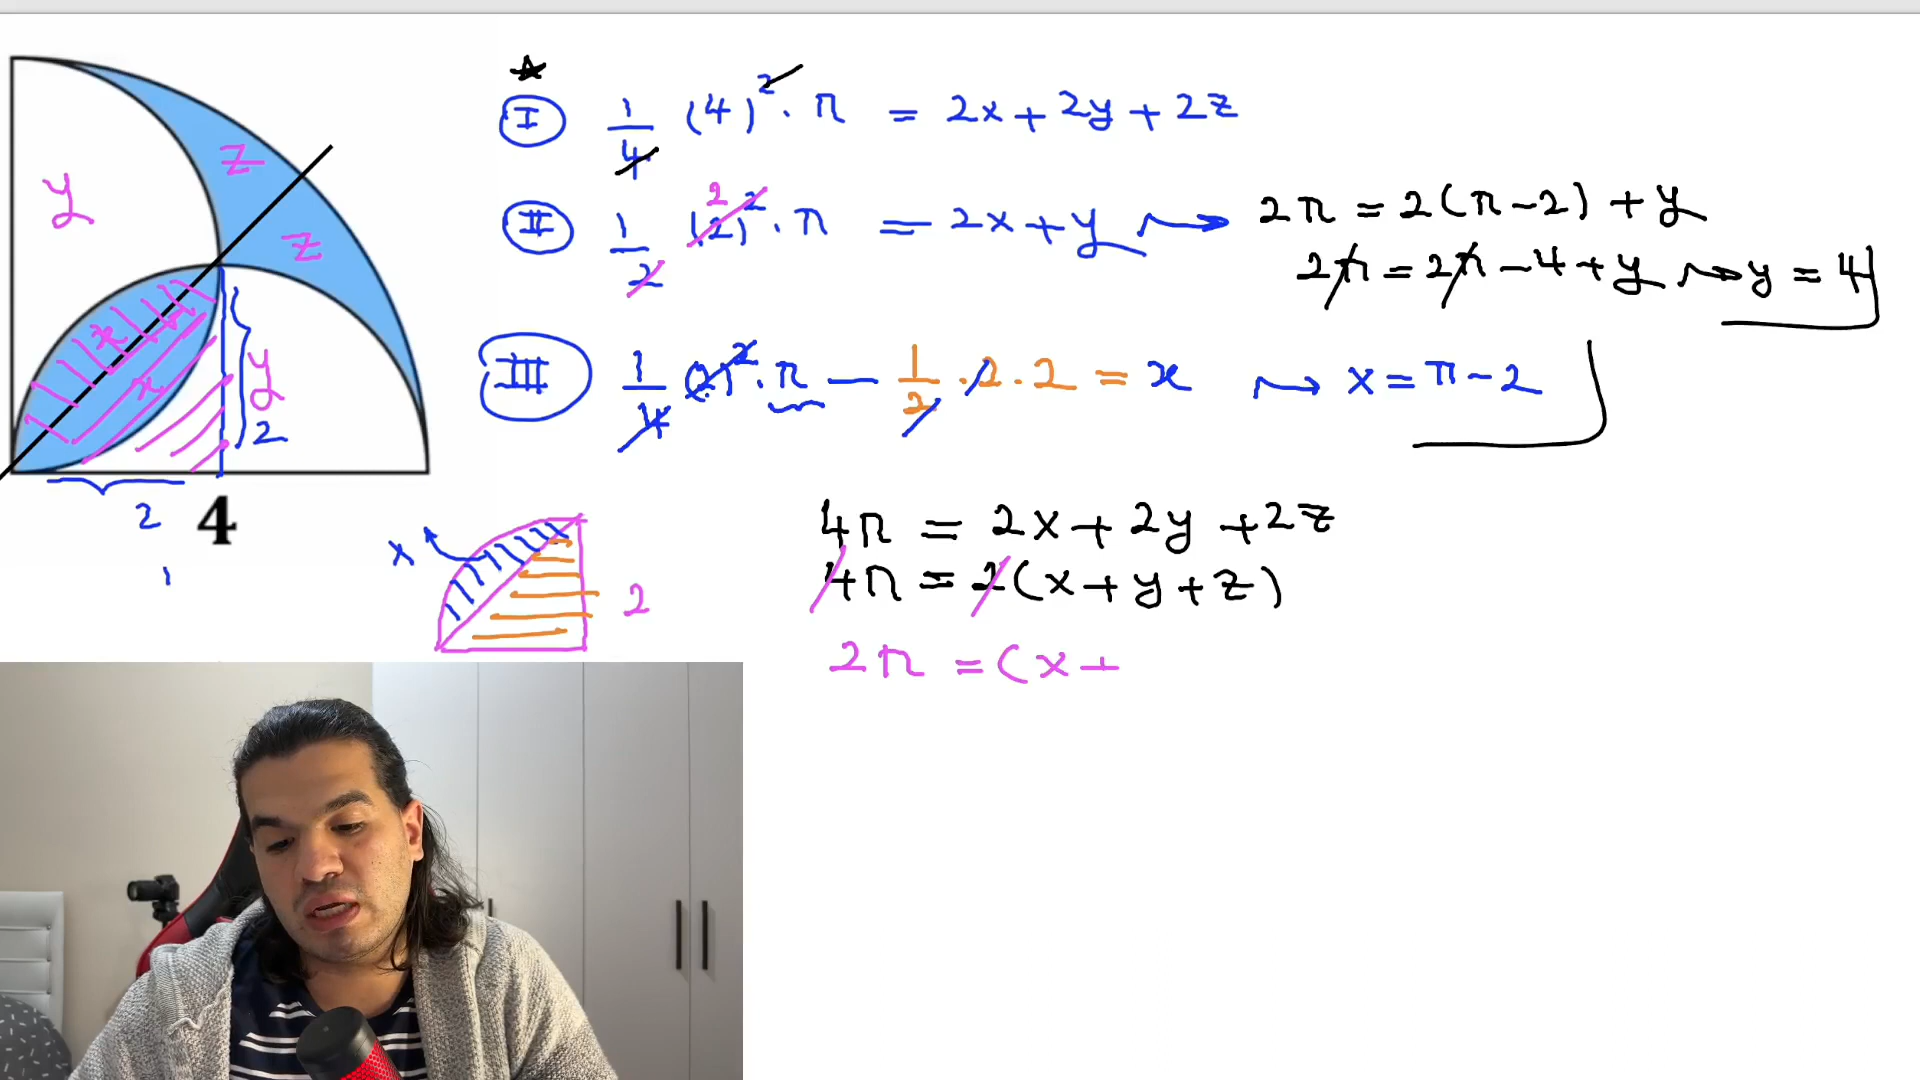 y
z
z
x
x
y
2
2
4
I 1/4 (4)² · π = 2x + 2y + 2z
II 1/2 (2)² · π = 2x + y
2
2π = 2(π - 2) + y
2π = 2π - 4 + y → y = 4
III 1/4 (2)² · π - 1/2 · 2 · 2 = x → x = π - 2
x
2
4π = 2x + 2y + 2z
4π = 2(x + y + z)
2π = (x +